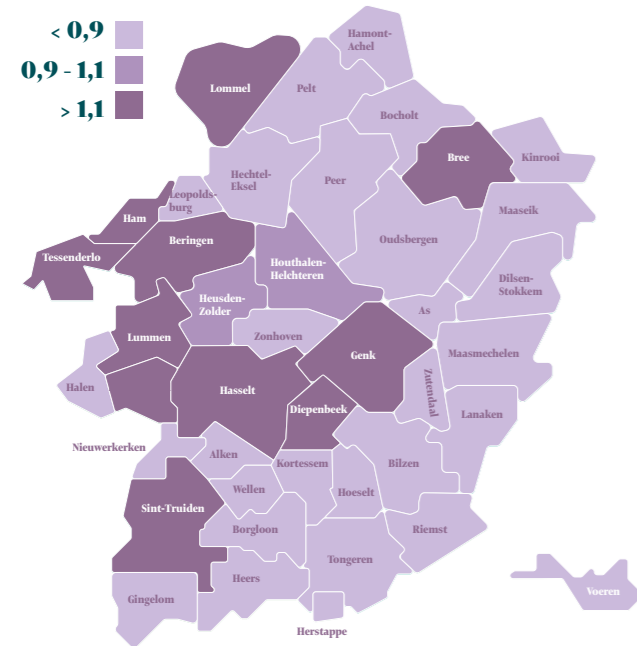 < 0,9
0,9 - 1,1
> 1,1
Hamont-
Achel
Lommel
Pelt
Bocholt
Bree
Kinrooi
Hechtel-
Eksel
Peer
Leopolds-
burg
Maaseik
Ham
Beringen
Oudsbergen
Tessenderlo
Houthalen-
Helchteren
Dilsen-
Stokkem
Heusden-
Zolder
As
Lummen
Zonhoven
Genk
Maasmechelen
Halen
Hasselt
Diepenbeek
Zutendaal
Lanaken
Nieuwerkerken
Alken
Kortessem
Bilzen
Wellen
Hoeselt
Sint-Truiden
Borgloon
Riemst
Tongeren
Heers
Gingelom
Voeren
Herstappe